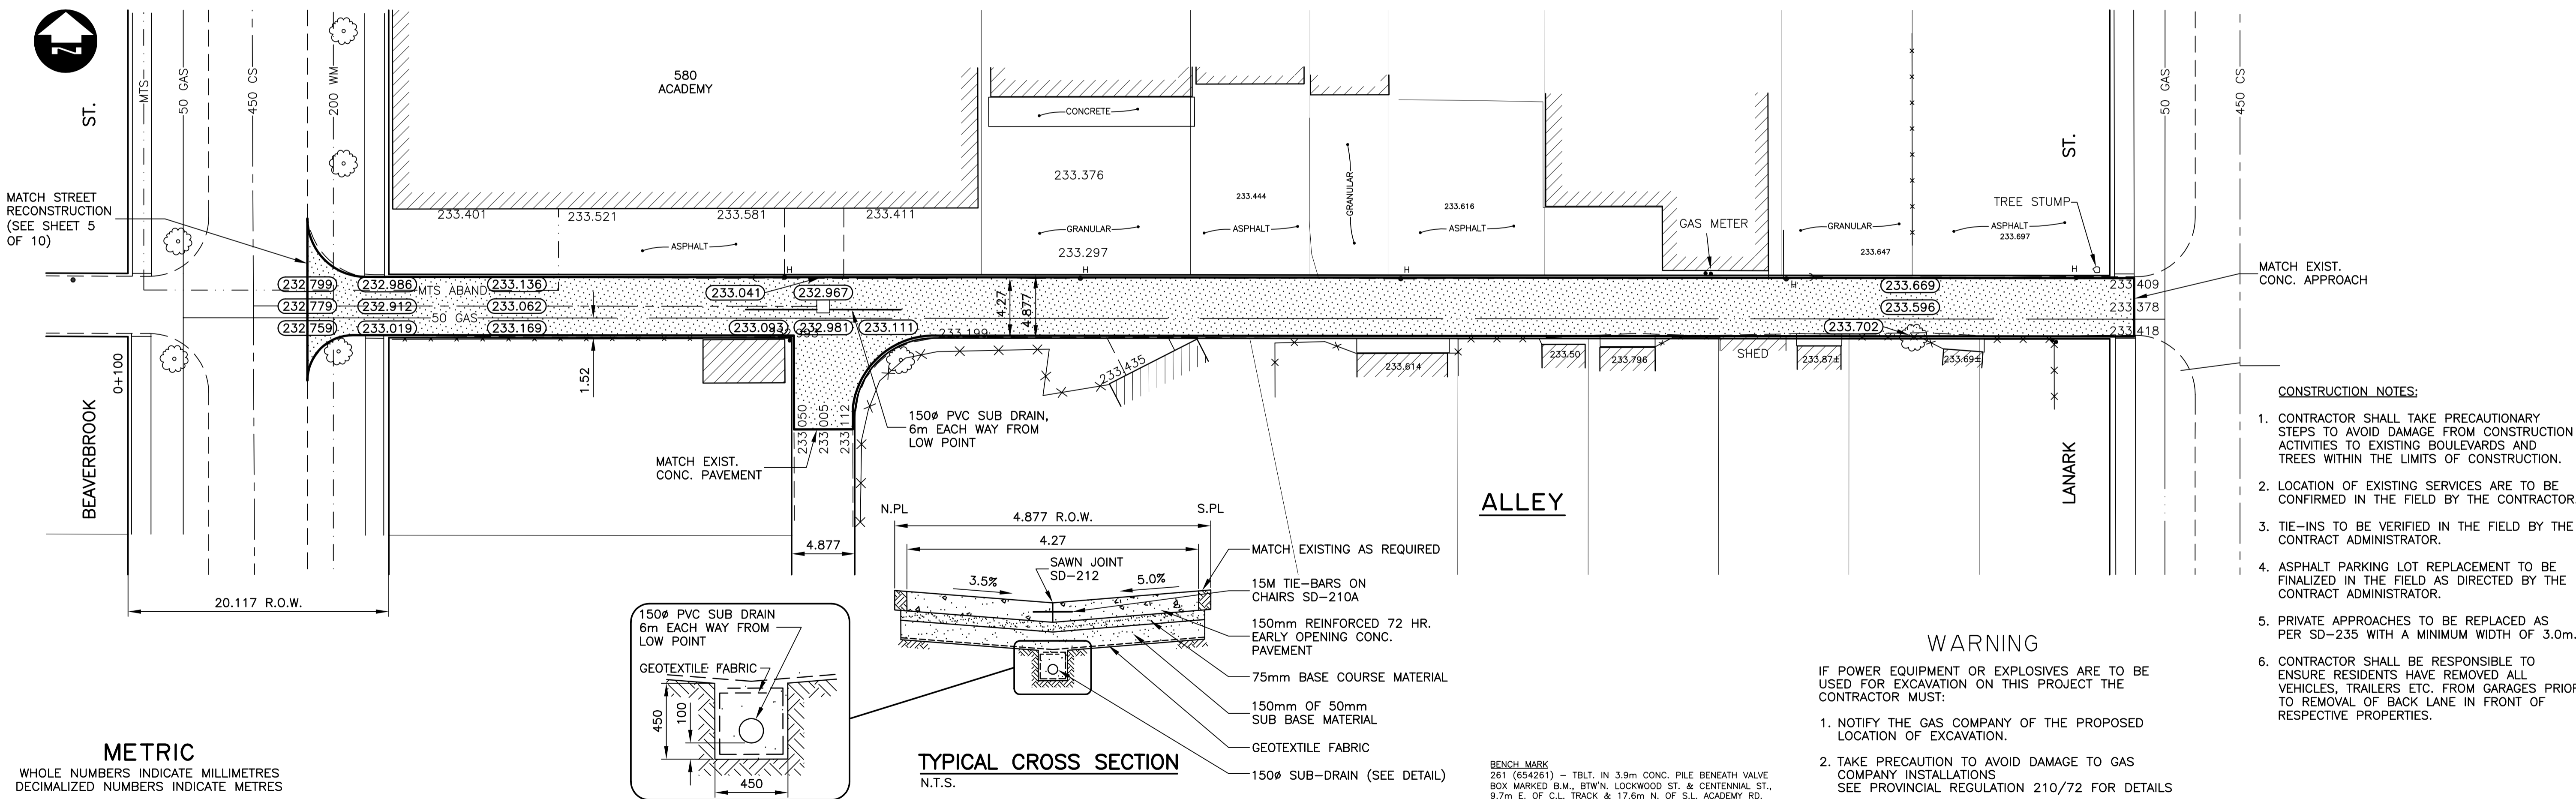 N
ST.
MTS
50 GAS
450 CS
200 WM
580
ACADEMY
CONCRETE
233.376
233.444
GRANULAR
233.616
ST.
50 GAS
450 CS
MATCH STREET
RECONSTRUCTION
(SEE SHEET 5
OF 10)
233.401
233.521
233.581
233.411
ASPHALT
GRANULAR
233.297
ASPHALT
ASPHALT
GAS METER
GRANULAR
233.647
TREE STUMP
ASPHALT
233.697
H
H
H
H
H
MATCH EXIST.
CONC. APPROACH
232.799
232.986
233.136
MTS ABAND
233.041
232.967
4.27
4.877
233.669
233.409
232.779
232.912
233.062
50 GAS
233.596
233.378
232.759
233.019
233.169
233.093
232.981
233.111
233.199
233.702
233.418
1.52
0+100
BEAVERBROOK
233.050
233.005
233.112
233.435
233.614
233.50
233.796
SHED
233.87±
233.69±
LANARK
150ø PVC SUB DRAIN,
6m EACH WAY FROM
LOW POINT
MATCH EXIST.
CONC. PAVEMENT
4.877
20.117 R.O.W.
ALLEY
N.PL
S.PL
4.877 R.O.W.
4.27
SAWN JOINT
SD-212
3.5%
5.0%
MATCH EXISTING AS REQUIRED
15M TIE-BARS ON
CHAIRS SD-210A
150mm REINFORCED 72 HR.
EARLY OPENING CONC.
PAVEMENT
75mm BASE COURSE MATERIAL
150mm OF 50mm
SUB BASE MATERIAL
GEOTEXTILE FABRIC
150ø SUB-DRAIN (SEE DETAIL)
150ø PVC SUB DRAIN
6m EACH WAY FROM
LOW POINT
GEOTEXTILE FABRIC
450
100
450
TYPICAL CROSS SECTION
N.T.S.
METRIC
WHOLE NUMBERS INDICATE MILLIMETRES
DECIMALIZED NUMBERS INDICATE METRES
BENCH MARK
261 (654261) – TBLT. IN 3.9m CONC. PILE BENEATH VALVE
BOX MARKED B.M., BTW'N. LOCKWOOD ST. & CENTENNIAL ST.,
9.7m E. OF C.L. TRACK & 17.6m N. OF S.L. ACADEMY RD.
WARNING
IF POWER EQUIPMENT OR EXPLOSIVES ARE TO BE
USED FOR EXCAVATION ON THIS PROJECT THE
CONTRACTOR MUST:
1. NOTIFY THE GAS COMPANY OF THE PROPOSED
LOCATION OF EXCAVATION.
2. TAKE PRECAUTION TO AVOID DAMAGE TO GAS
COMPANY INSTALLATIONS
SEE PROVINCIAL REGULATION 210/72 FOR DETAILS
CONSTRUCTION NOTES:
1. CONTRACTOR SHALL TAKE PRECAUTIONARY
STEPS TO AVOID DAMAGE FROM CONSTRUCTION
ACTIVITIES TO EXISTING BOULEVARDS AND
TREES WITHIN THE LIMITS OF CONSTRUCTION.
2. LOCATION OF EXISTING SERVICES ARE TO BE
CONFIRMED IN THE FIELD BY THE CONTRACTOR
3. TIE-INS TO BE VERIFIED IN THE FIELD BY THE
CONTRACT ADMINISTRATOR.
4. ASPHALT PARKING LOT REPLACEMENT TO BE
FINALIZED IN THE FIELD AS DIRECTED BY THE
CONTRACT ADMINISTRATOR.
5. PRIVATE APPROACHES TO BE REPLACED AS
PER SD-235 WITH A MINIMUM WIDTH OF 3.0m.
6. CONTRACTOR SHALL BE RESPONSIBLE TO
ENSURE RESIDENTS HAVE REMOVED ALL
VEHICLES, TRAILERS ETC. FROM GARAGES PRIOR
TO REMOVAL OF BACK LANE IN FRONT OF
RESPECTIVE PROPERTIES.